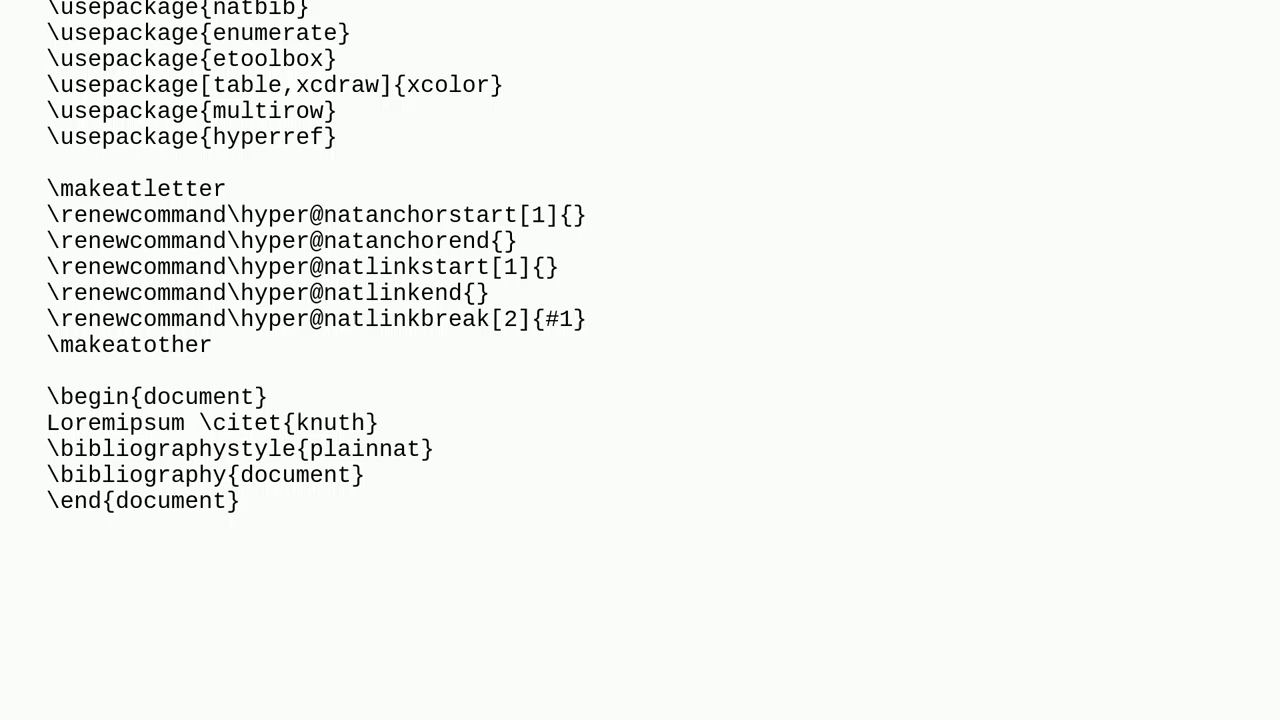 \usepackage{natbib}
\usepackage{enumerate}
\usepackage{etoolbox}
\usepackage[table,xcdraw]{xcolor}
\usepackage{multirow}
\usepackage{hyperref}

\makeatletter
\renewcommand\hyper@natanchorstart[1]{}
\renewcommand\hyper@natanchorend{}
\renewcommand\hyper@natlinkstart[1]{}
\renewcommand\hyper@natlinkend{}
\renewcommand\hyper@natlinkbreak[2]{#1}
\makeatother

\begin{document}
Loremipsum \citet{knuth}
\bibliographystyle{plainnat}
\bibliography{document}
\end{document}